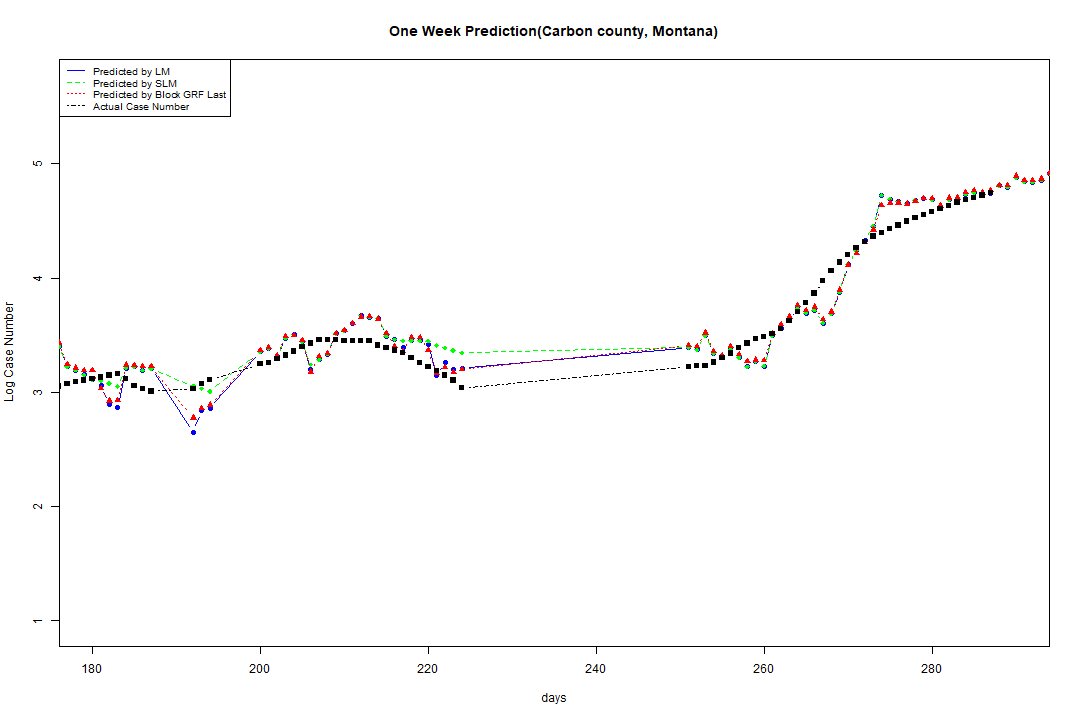 One Week Prediction(Carbon county, Montana)
Predicted by LM
Predicted by SLM
Predicted by Block GRF Last
Actual Case Number
5
4
3
2
1
Log Case Number
180 200 220 240 260 280
days